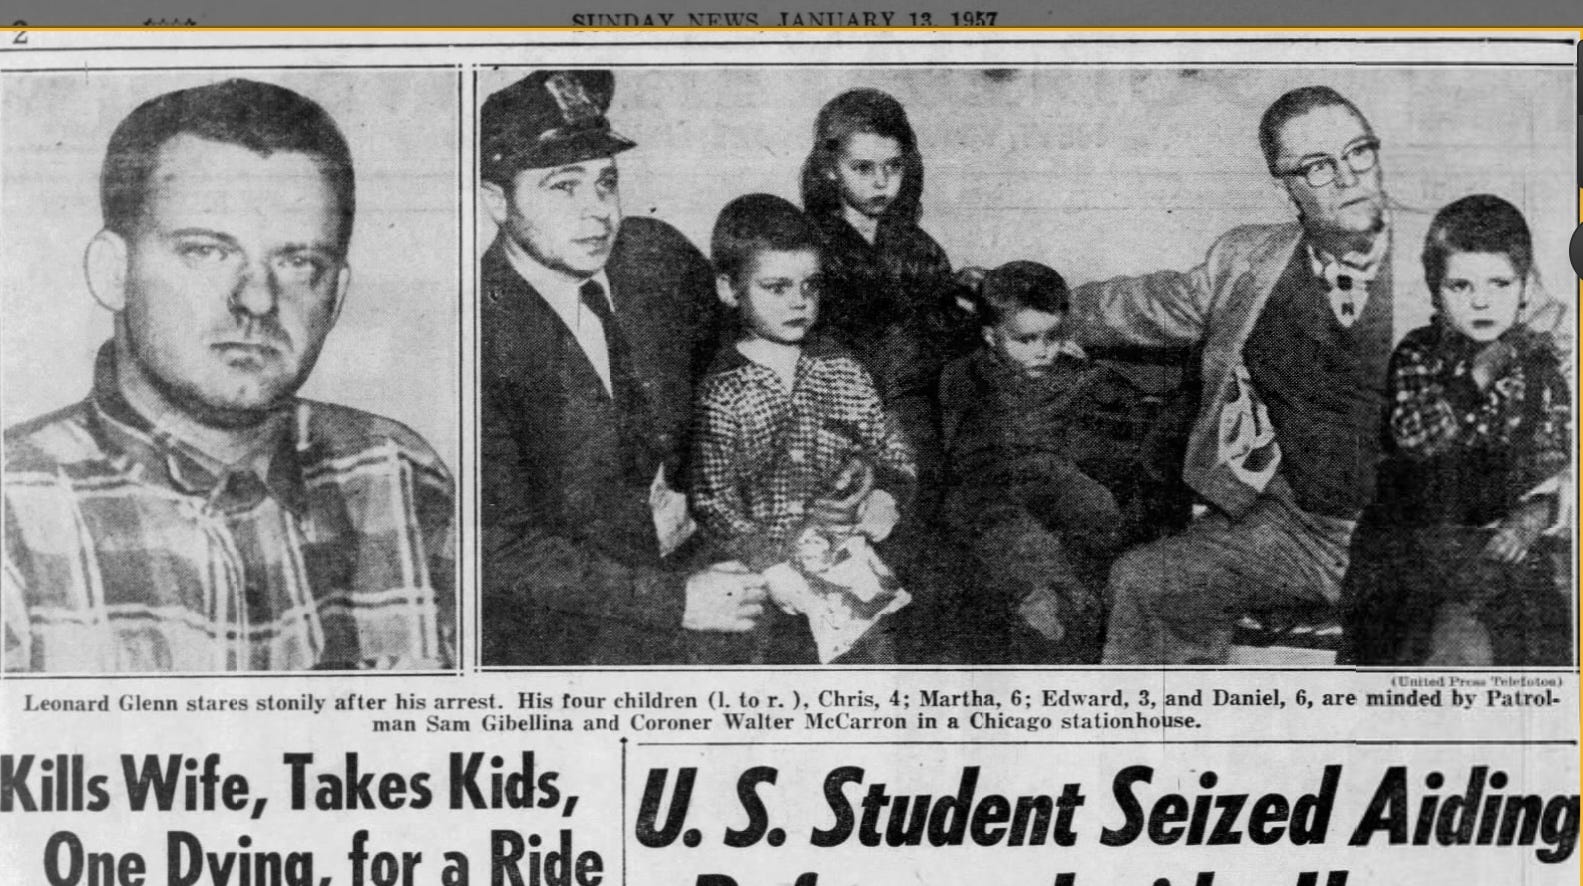 2
SUNDAY NEWS, JANUARY 13, 1957
(United Press Telefoton)
Leonard Glenn stares stonily after his arrest. His four children (l. to r. ), Chris, 4; Martha, 6; Edward, 3, and Daniel, 6, are minded by Patrol-
man Sam Gibellina and Coroner Walter McCarron in a Chicago stationhouse.
Kills Wife, Takes Kids,
One Dying, for a Ride
U. S. Student Seized Aiding